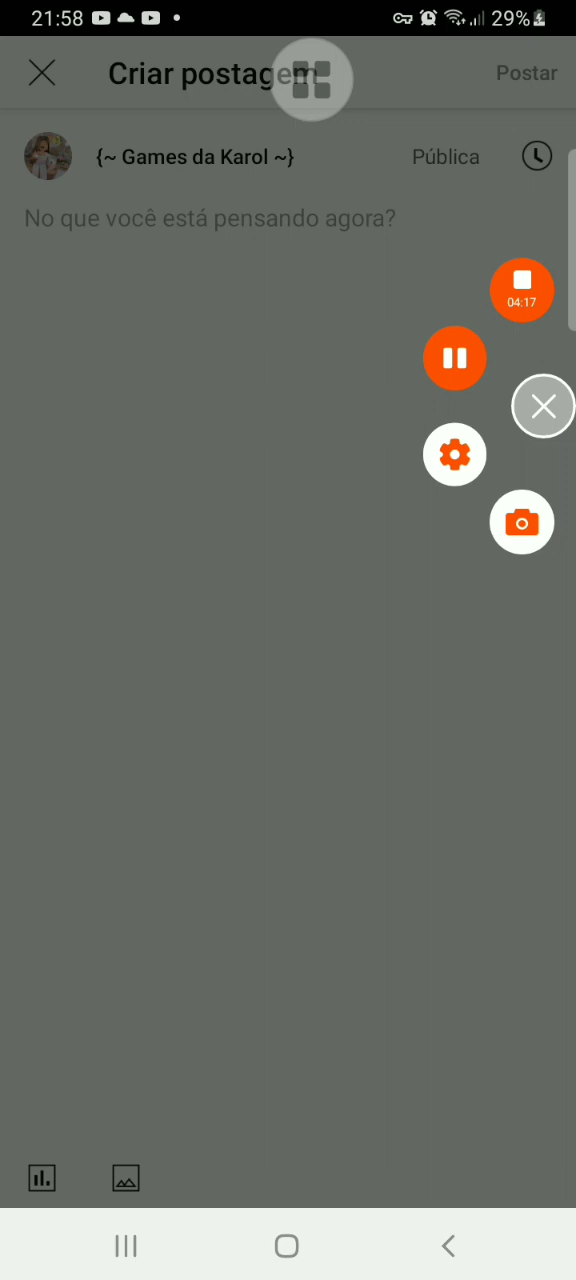 21:58
29%
Criar postagem
Postar
{~ Games da Karol ~}
Pública
No que você está pensando agora?
04:17